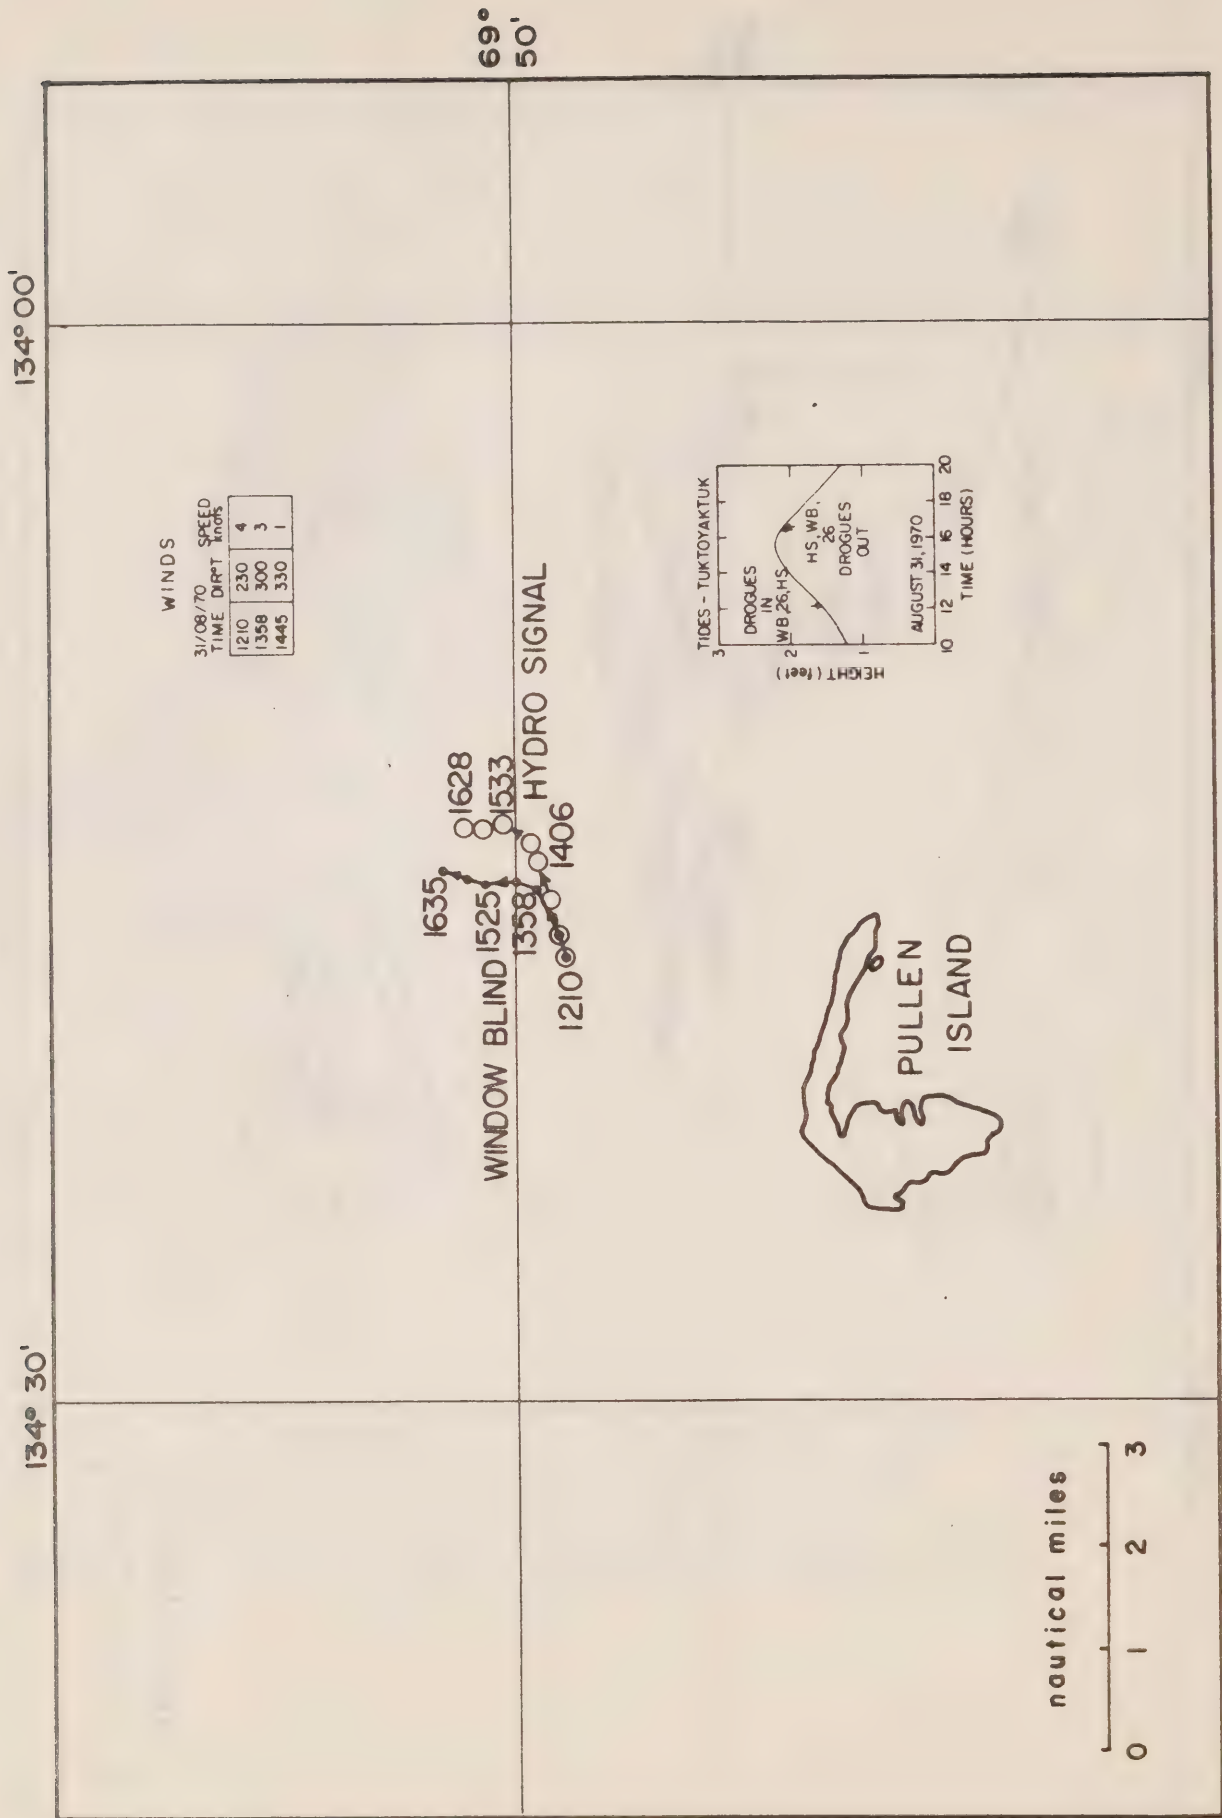 134° 30'
134° 00'
69°
50'
WINDS
31/08/70
TIME DIRºT SPEED
knots
1210 230 4
1358 300 3
1445 330 1
1635
1628
WINDOW BLIND 1525
1533
1358
HYDRO SIGNAL
1406
1210
TIDES - TUKTOYAKTUK
DROGUES
IN
WB,26,HS
HS, WB,
26
DROGUES
OUT
AUGUST 31, 1970
HEIGHT (feet)
3
2
1
10 12 14 16 18 20
TIME (HOURS)
PULLEN
ISLAND
nautical miles
0 1 2 3